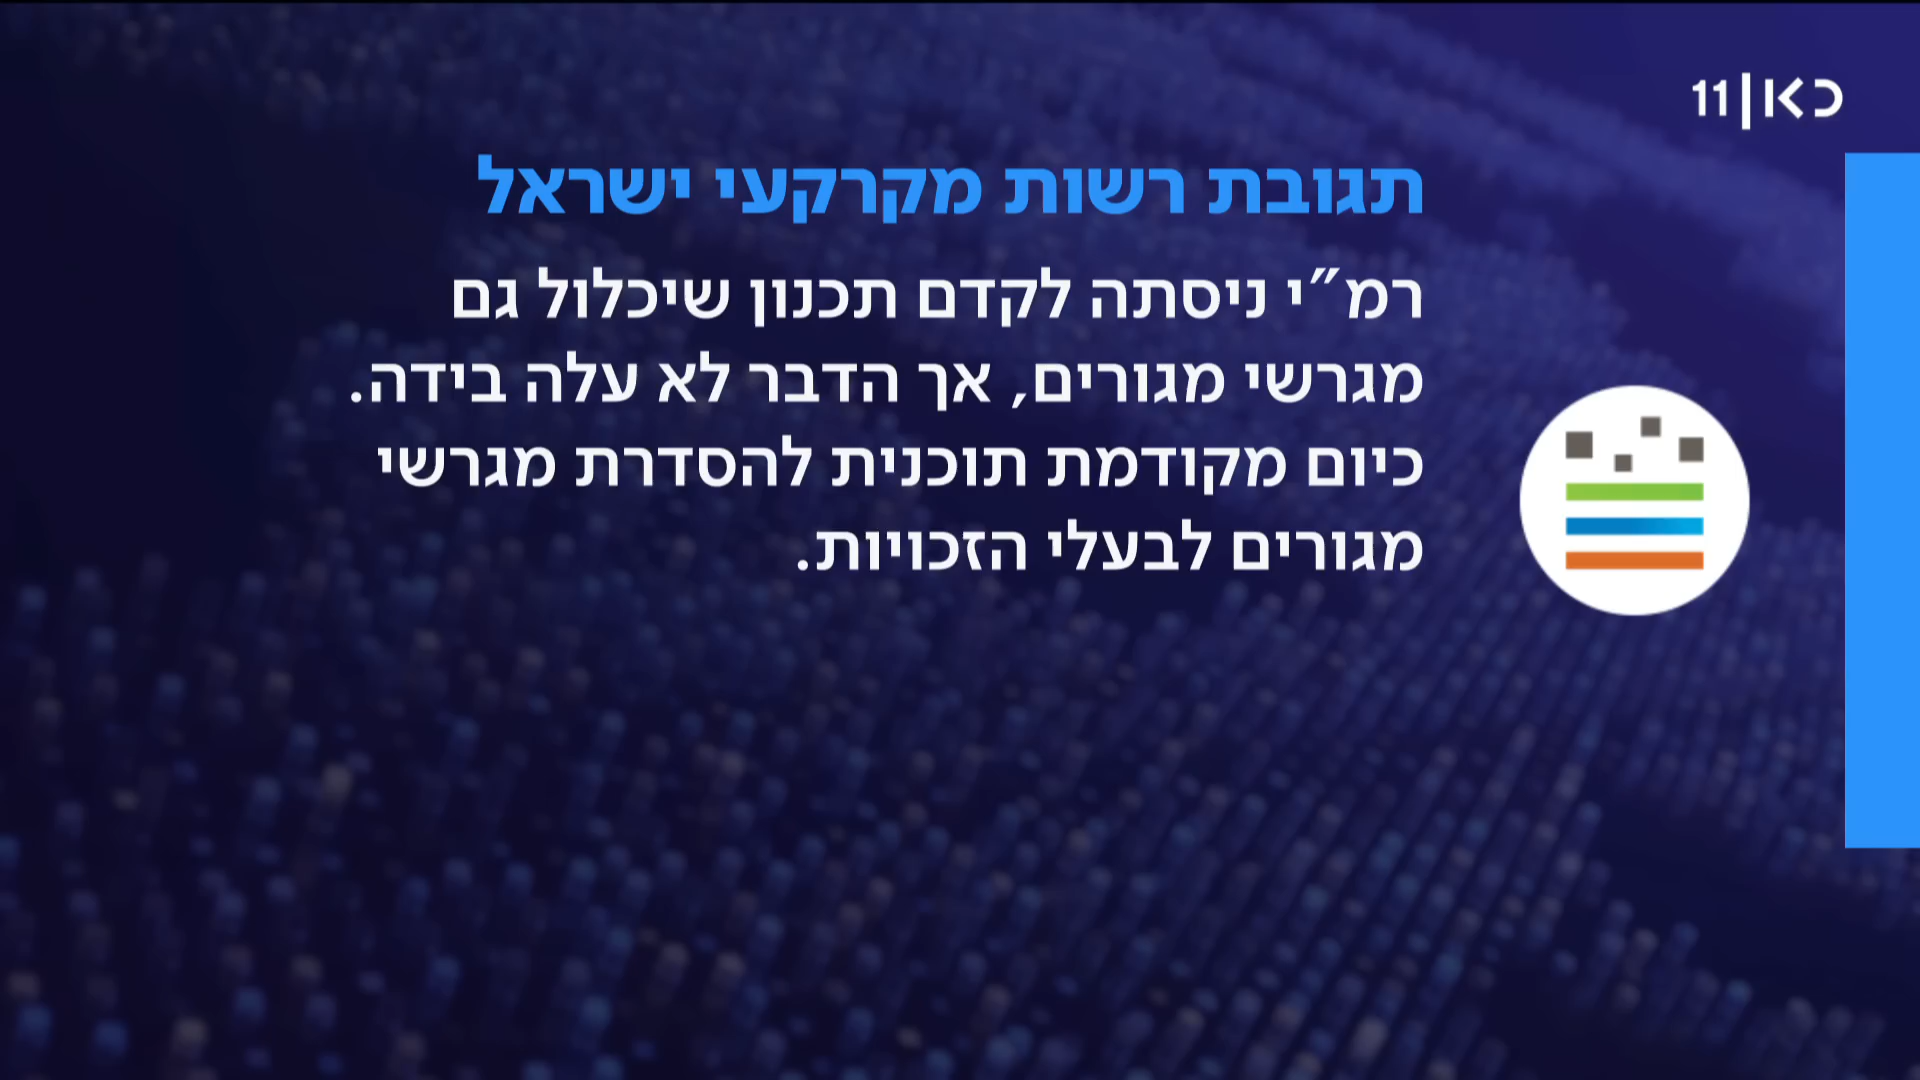 כאן|11
תגובת רשות מקרקעי ישראל
רמ״י ניסתה לקדם תכנון שיכלול גם
מגרשי מגורים, אך הדבר לא עלה בידה.
כיום מקודמת תוכנית להסדרת מגרשי
מגורים לבעלי הזכויות.